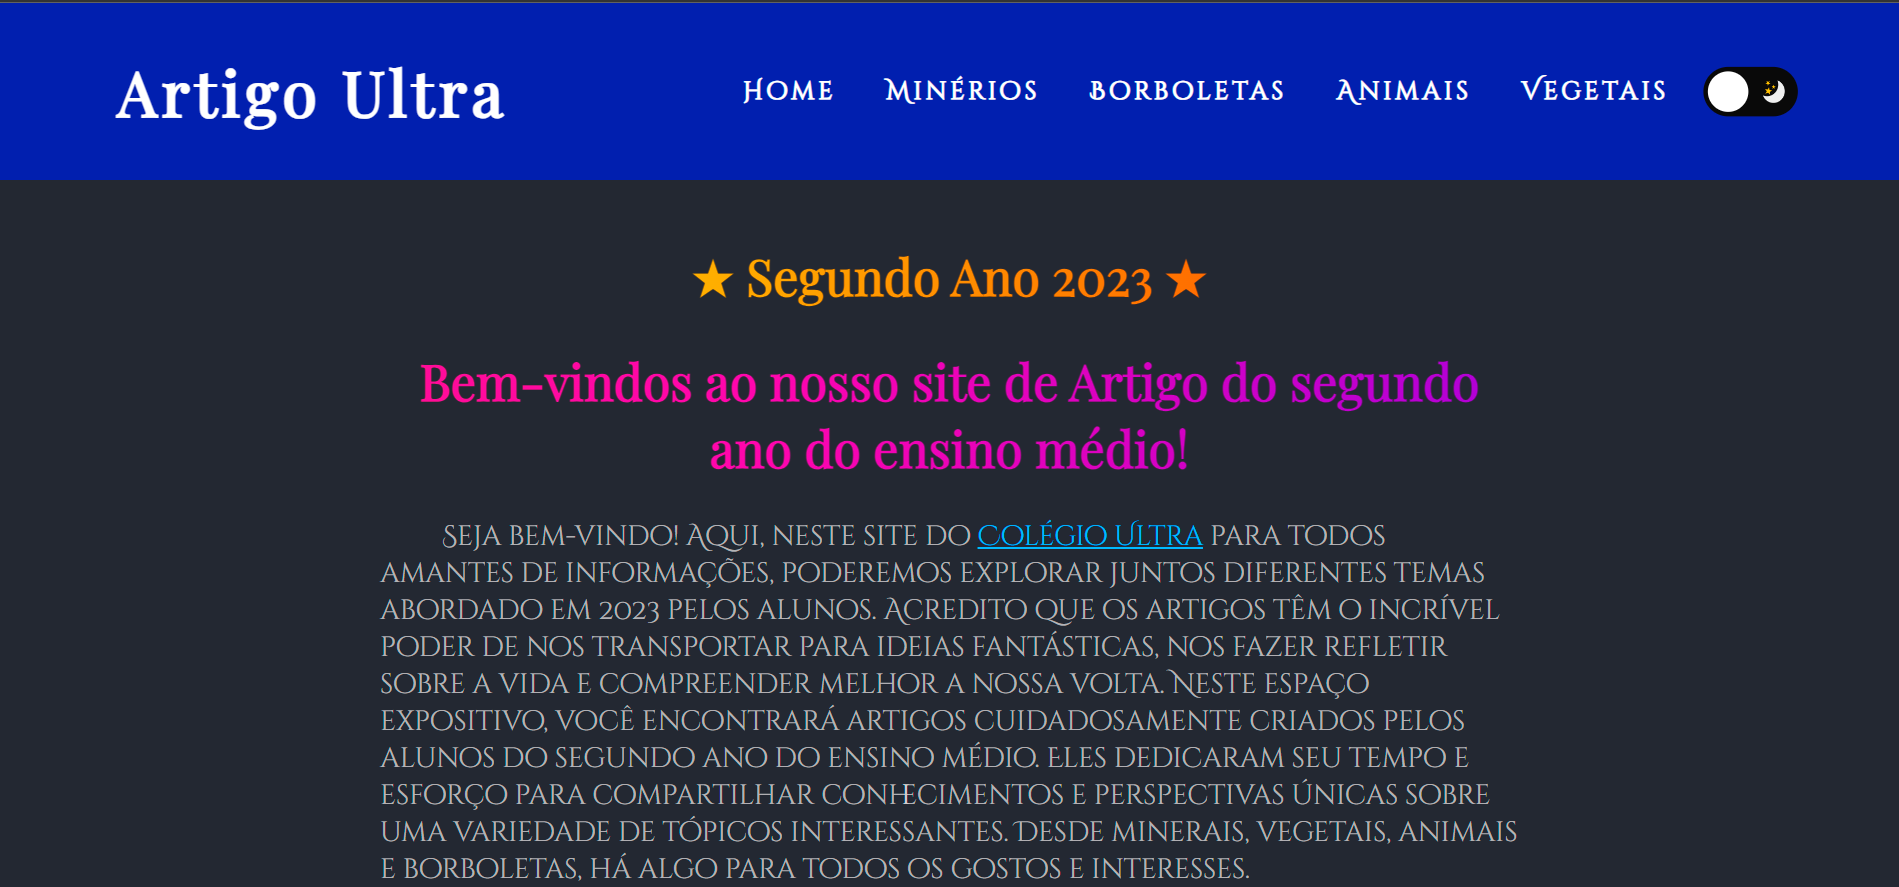 Artigo Ultra
Home Minérios Borboletas Animais Vegetais
★ Segundo Ano 2023 ★
Bem-vindos ao nosso site de Artigo do segundo
ano do ensino médio!
Seja bem-vindo! Aqui, neste site do Colégio Ultra para todos
amantes de informações, poderemos explorar juntos diferentes temas
abordado em 2023 pelos alunos. Acredito que os artigos têm o incrível
poder de nos transportar para ideias fantásticas, nos fazer refletir
sobre a vida e compreender melhor a nossa volta. Neste espaço
expositivo, você encontrará artigos cuidadosamente criados pelos
alunos do segundo ano do ensino médio. Eles dedicaram seu tempo e
esforço para compartilhar conhecimentos e perspectivas únicas sobre
uma variedade de tópicos interessantes. Desde minerais, vegetais, animais
e borboletas, há algo para todos os gostos e interesses.